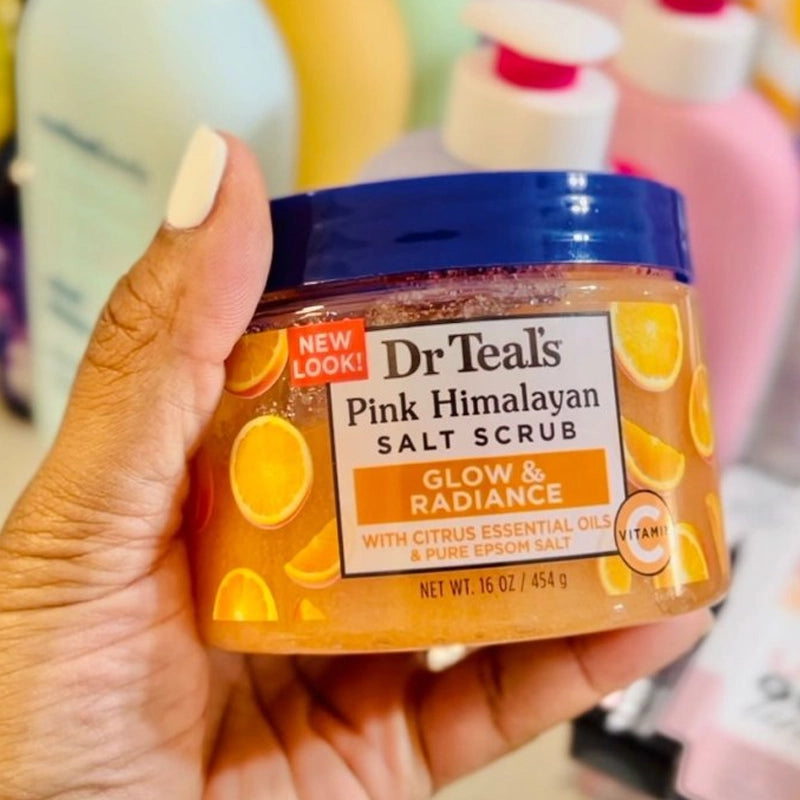 NEW
LOOK!
Dr Teal's
Pink Himalayan
SALT SCRUB
GLOW &
RADIANCE
WITH CITRUS ESSENTIAL OILS
& PURE EPSOM SALT
VITAMIN
C
NET WT. 16 OZ / 454 g